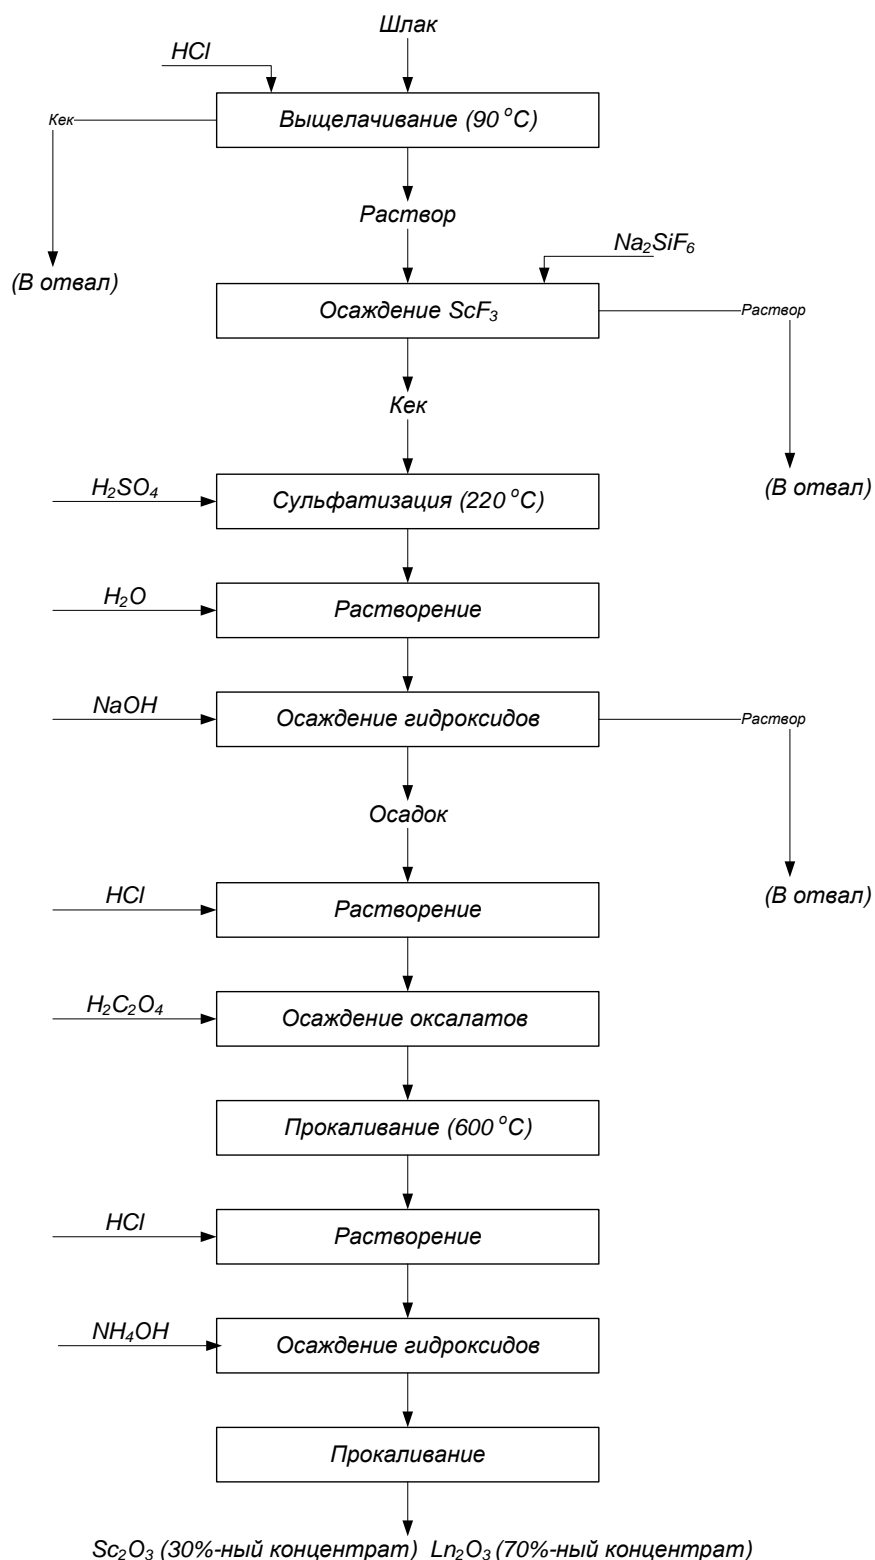 Шлак
HCl
Выщелачивание (90 °C)
Кек
Раствор
(В отвал)
Na₂SiF₆
Осаждение ScF₃
Раствор
Кек
(В отвал)
H₂SO₄
Сульфатизация (220 °C)
H₂O
Растворение
NaOH
Осаждение гидроксидов
Раствор
Осадок
(В отвал)
HCl
Растворение
H₂C₂O₄
Осаждение оксалатов
Прокаливание (600 °C)
HCl
Растворение
NH₄OH
Осаждение гидроксидов
Прокаливание
Sc₂O₃ (30%-ный концентрат) Ln₂O₃ (70%-ный концентрат)